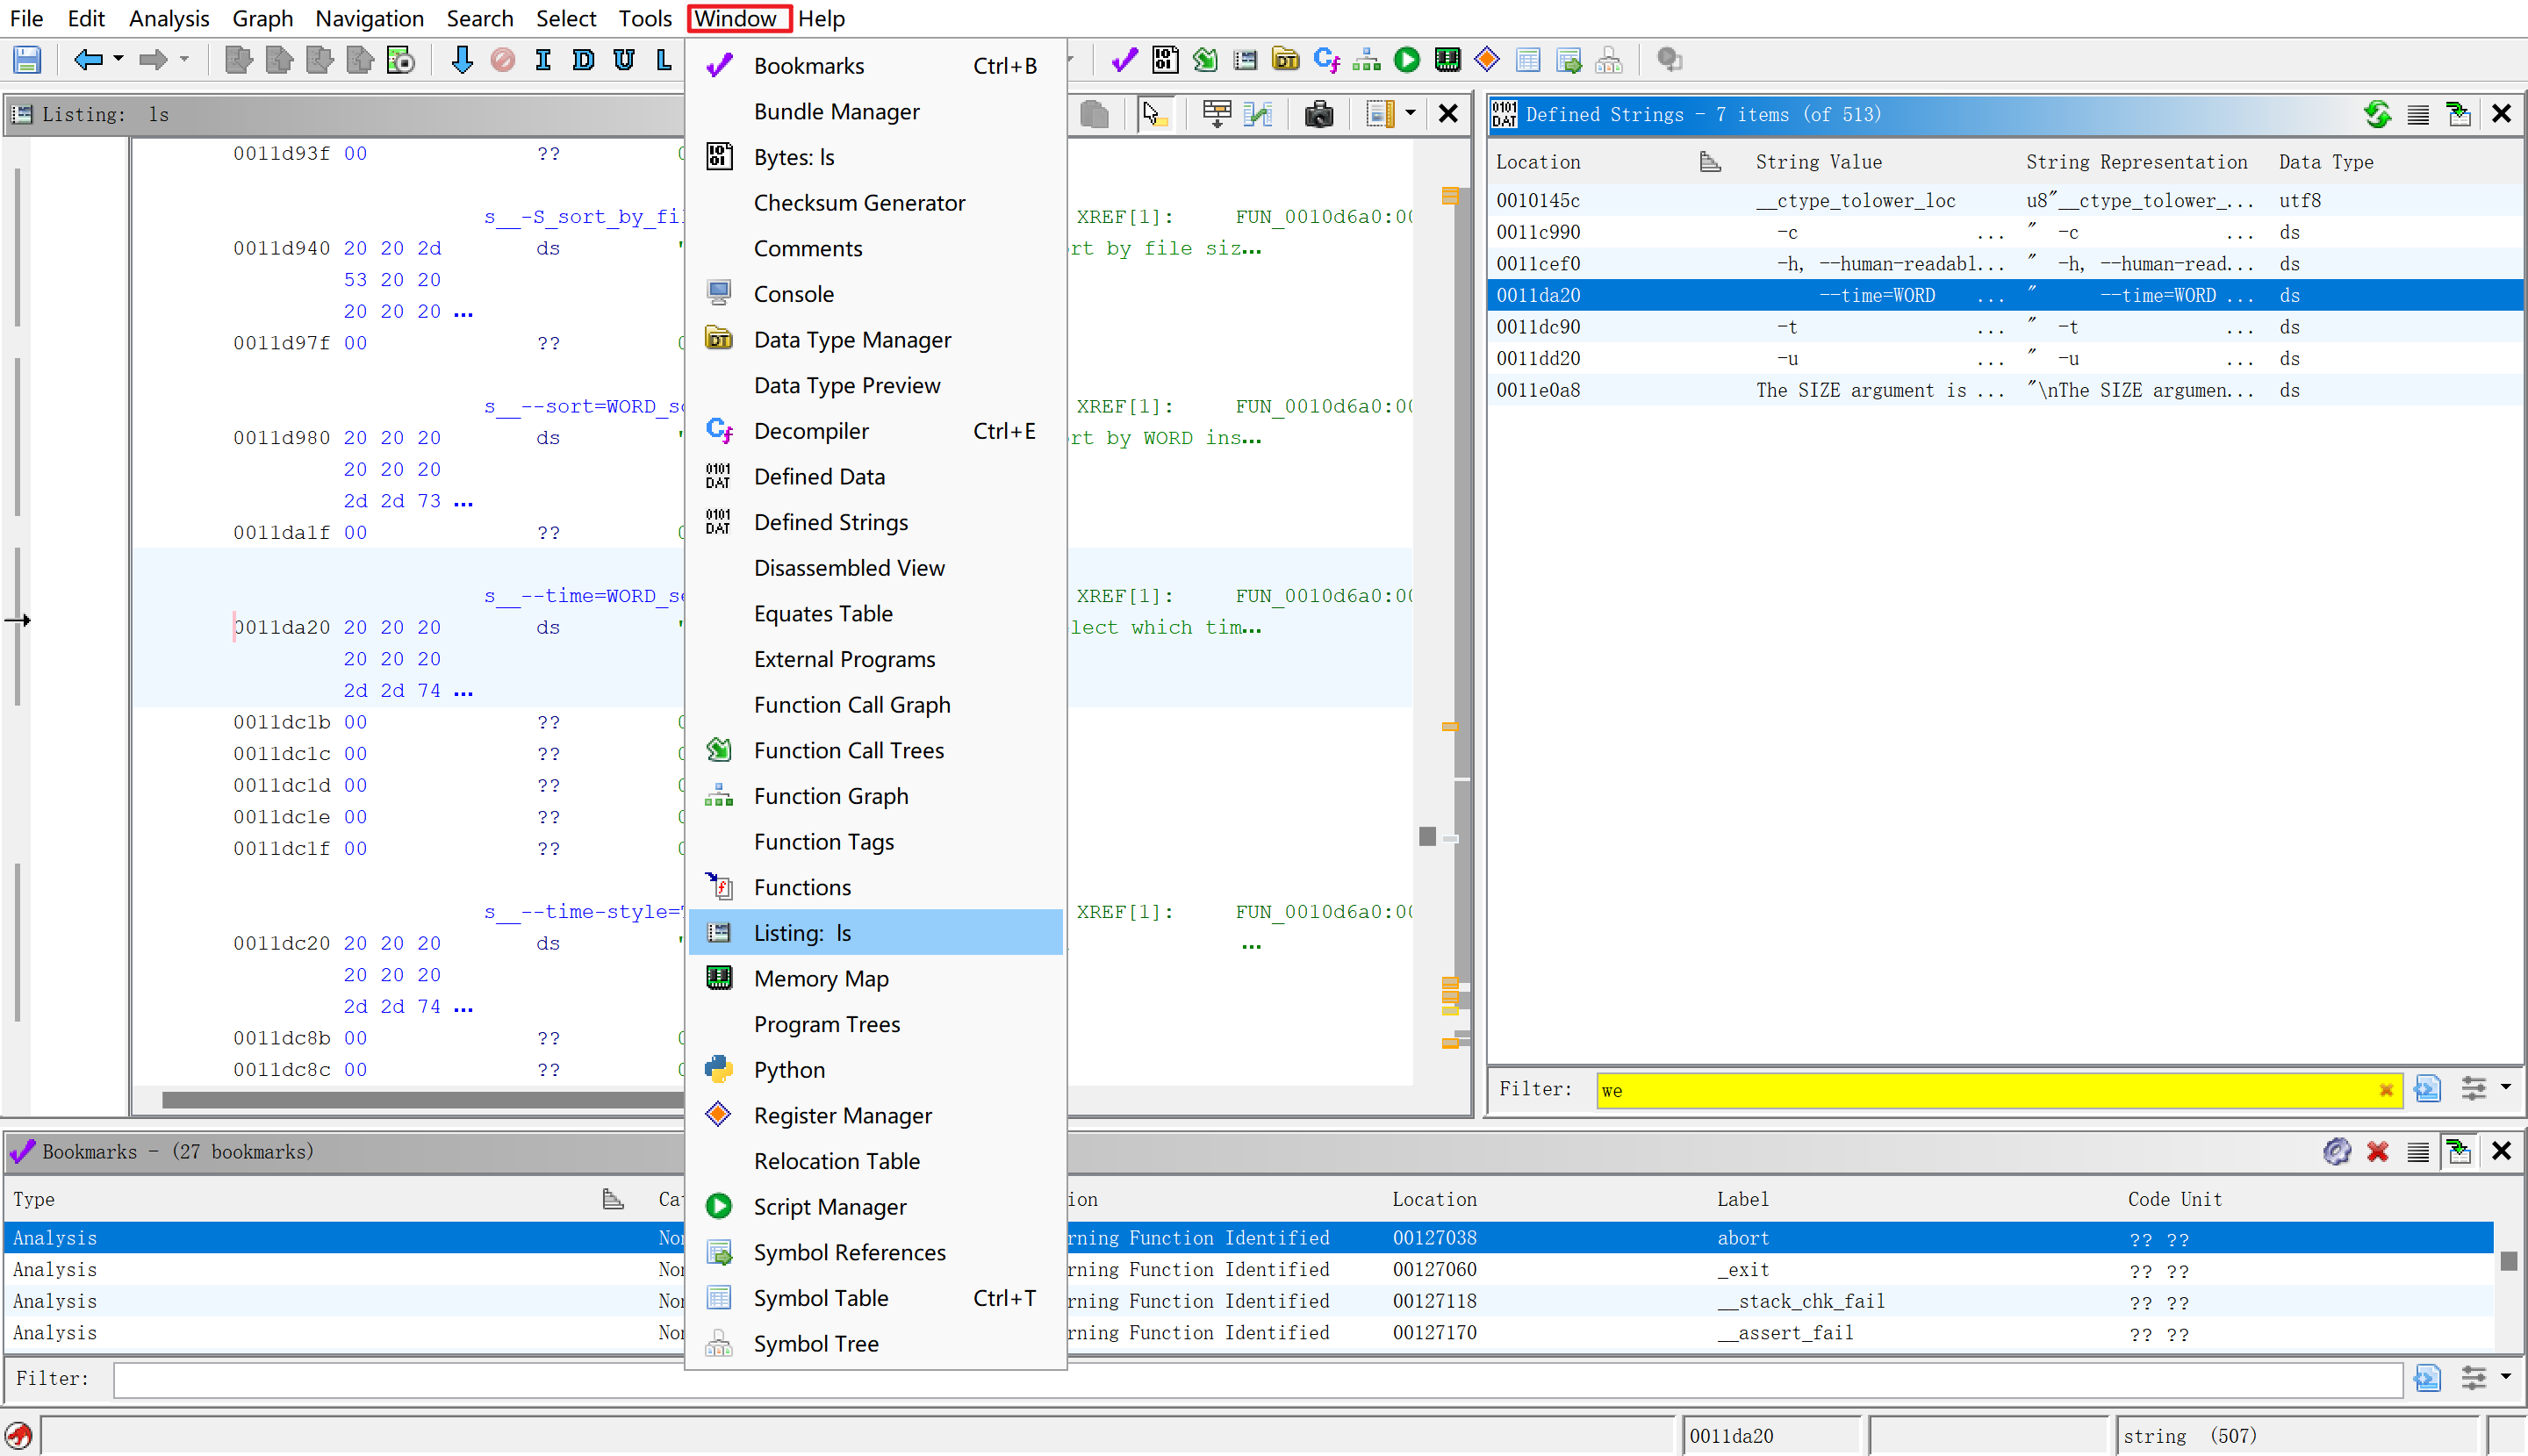 File Edit Analysis Graph Navigation Search Select Tools Window Help
I D U L
Listing: ls
0011d93f 00 ??
s__-S_sort_by_fil XREF[1]: FUN_0010d6a0:00
0011d940 20 20 2d ds " rt by file siz...
53 20 20
20 20 20 ...
0011d97f 00 ??
s__--sort=WORD_so XREF[1]: FUN_0010d6a0:00
0011d980 20 20 20 ds " rt by WORD ins...
20 20 20
2d 2d 73 ...
0011da1f 00 ??
s__--time=WORD_se XREF[1]: FUN_0010d6a0:00
0011da20 20 20 20 ds " lect which tim...
20 20 20
2d 2d 74 ...
0011dc1b 00 ??
0011dc1c 00 ??
0011dc1d 00 ??
0011dc1e 00 ??
0011dc1f 00 ??
s__--time-style= XREF[1]: FUN_0010d6a0:00
0011dc20 20 20 20 ds " ...
20 20 20
2d 2d 74 ...
0011dc8b 00 ??
0011dc8c 00 ??
Bookmarks Ctrl+B
Bundle Manager
Bytes: ls
Checksum Generator
Comments
Console
Data Type Manager
Data Type Preview
Decompiler Ctrl+E
Defined Data
Defined Strings
Disassembled View
Equates Table
External Programs
Function Call Graph
Function Call Trees
Function Graph
Function Tags
Functions
Listing: ls
Memory Map
Program Trees
Python
Register Manager
Relocation Table
Script Manager
Symbol References
Symbol Table Ctrl+T
Symbol Tree
Defined Strings - 7 items (of 513)
Location String Value String Representation Data Type
0010145c __ctype_tolower_loc u8"__ctype_tolower_... utf8
0011c990 -c ... " -c ... ds
0011cef0 -h, --human-readabl... " -h, --human-read... ds
0011da20 --time=WORD ... " --time=WORD ... ds
0011dc90 -t ... " -t ... ds
0011dd20 -u ... " -u ... ds
0011e0a8 The SIZE argument is ... "\nThe SIZE argumen... ds
Filter: we
Bookmarks - (27 bookmarks)
Type Cat ion Location Label Code Unit
Analysis Non rning Function Identified 00127038 abort ?? ??
Analysis Non rning Function Identified 00127060 _exit ?? ??
Analysis Non rning Function Identified 00127118 __stack_chk_fail ?? ??
Analysis Non rning Function Identified 00127170 __assert_fail ?? ??
Filter:
0011da20 string (507)